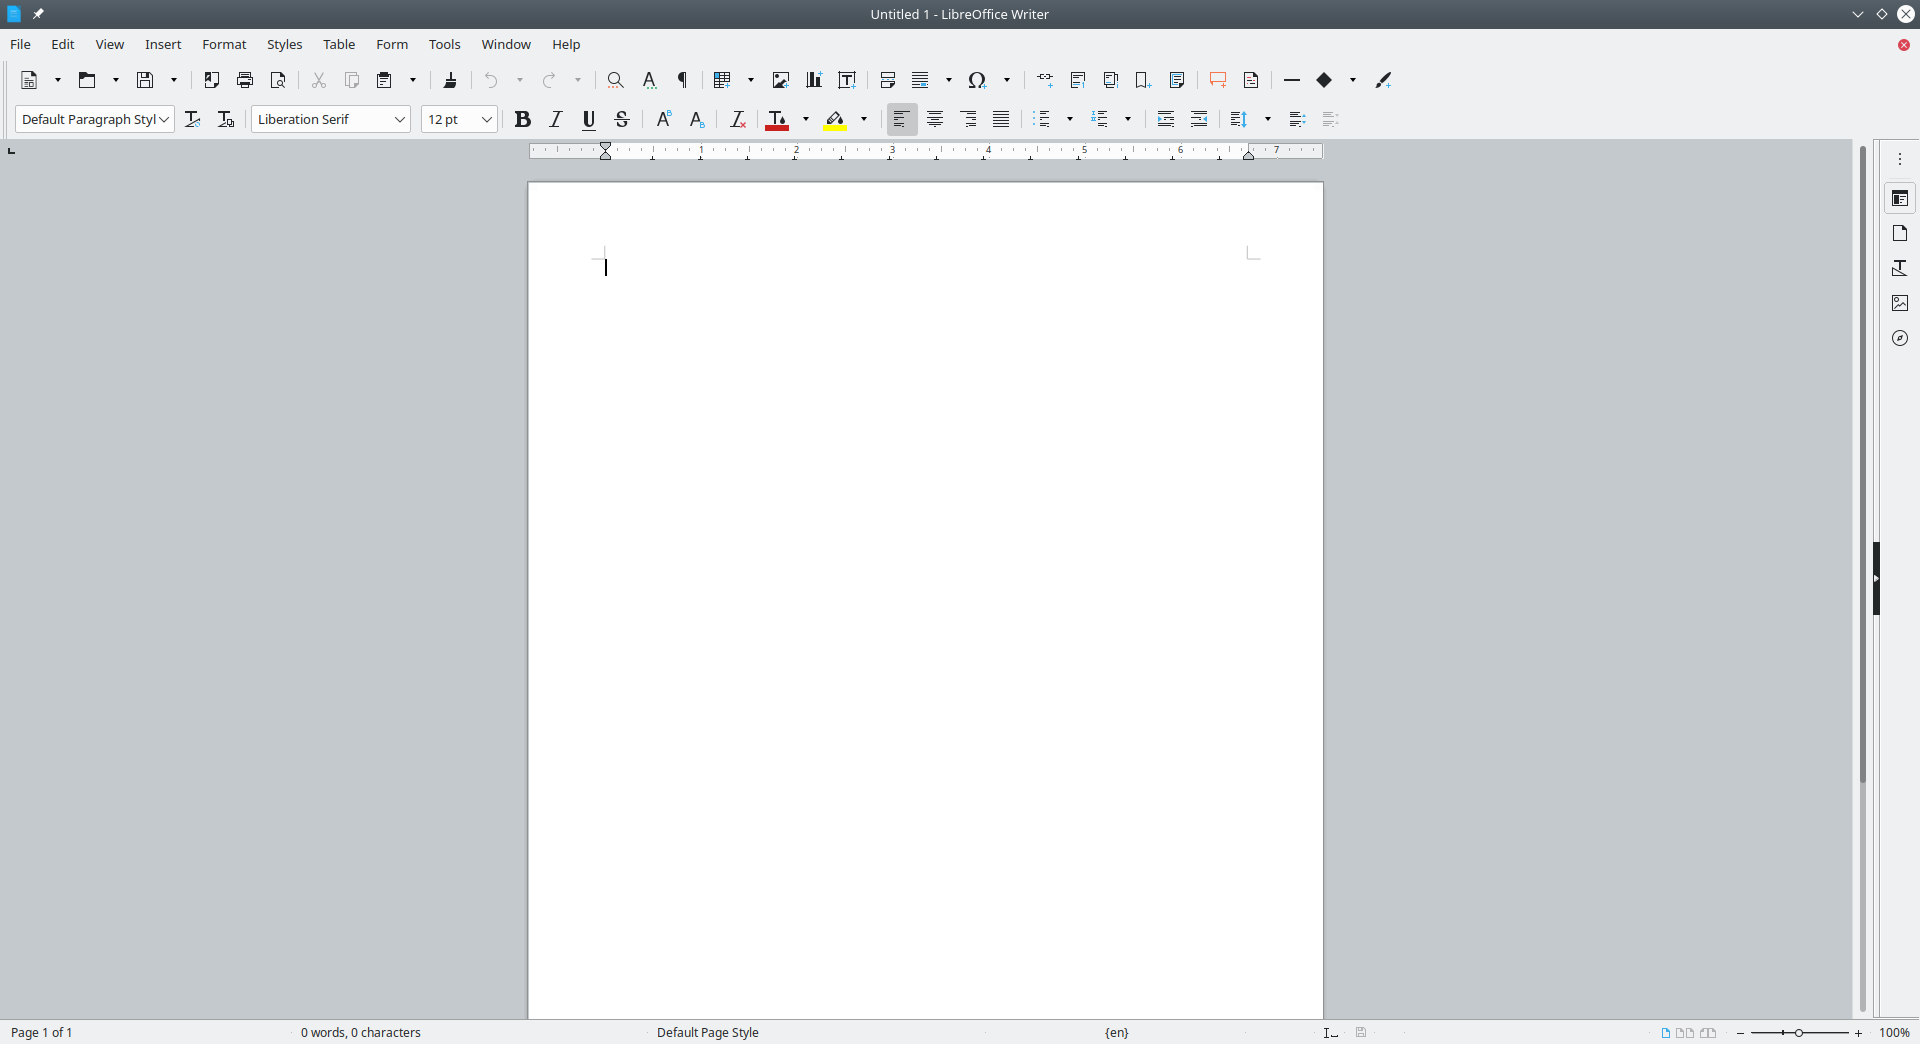 Untitled 1 - LibreOffice Writer
File Edit View Insert Format Styles Table Form Tools Window Help
Default Paragraph Styl Liberation Serif 12 pt
1 2 3 4 5 6 7
Page 1 of 1 0 words, 0 characters Default Page Style {en} 100%